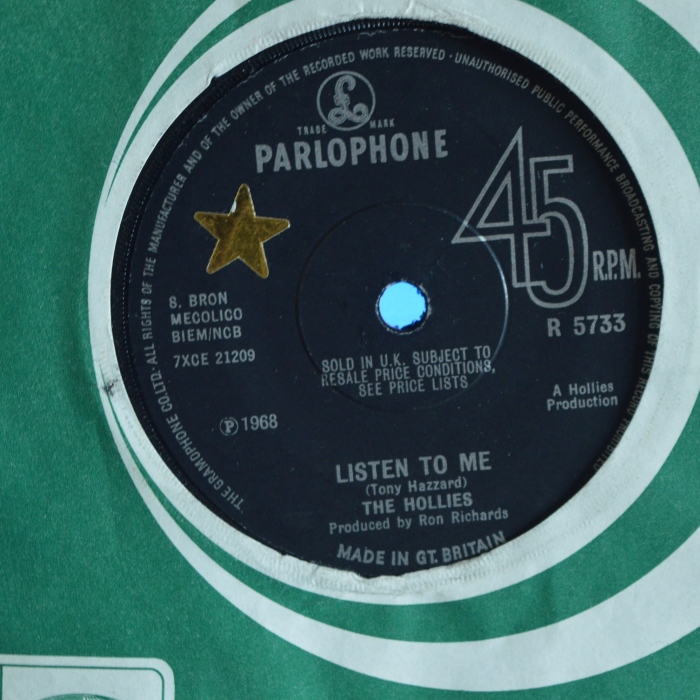 THE GRAMOPHONE CO. LTD. · ALL RIGHTS OF THE MANUFACTURER AND OF THE OWNER OF THE RECORDED WORK RESERVED · UNAUTHORISED PUBLIC PERFORMANCE BROADCASTING AND COPYING OF THIS RECORD PROHIBITED
£
TRADE MARK
PARLOPHONE
45
R.P.M.
R 5733
S. BRON
MECOLICO
BIEM/NCB
7XCE 21209
SOLD IN U.K. SUBJECT TO
RESALE PRICE CONDITIONS,
SEE PRICE LISTS
A Hollies
Production
Ⓟ 1968
LISTEN TO ME
(Tony Hazzard)
THE HOLLIES
Produced by Ron Richards
MADE IN GT. BRITAIN